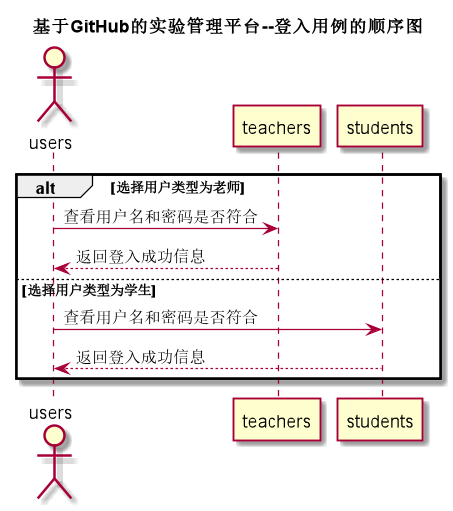 基于GitHub的实验管理平台--登入用例的顺序图
users
teachers
students
alt [选择用户类型为老师]
查看用户名和密码是否符合
返回登入成功信息
[选择用户类型为学生]
查看用户名和密码是否符合
返回登入成功信息
users
teachers
students